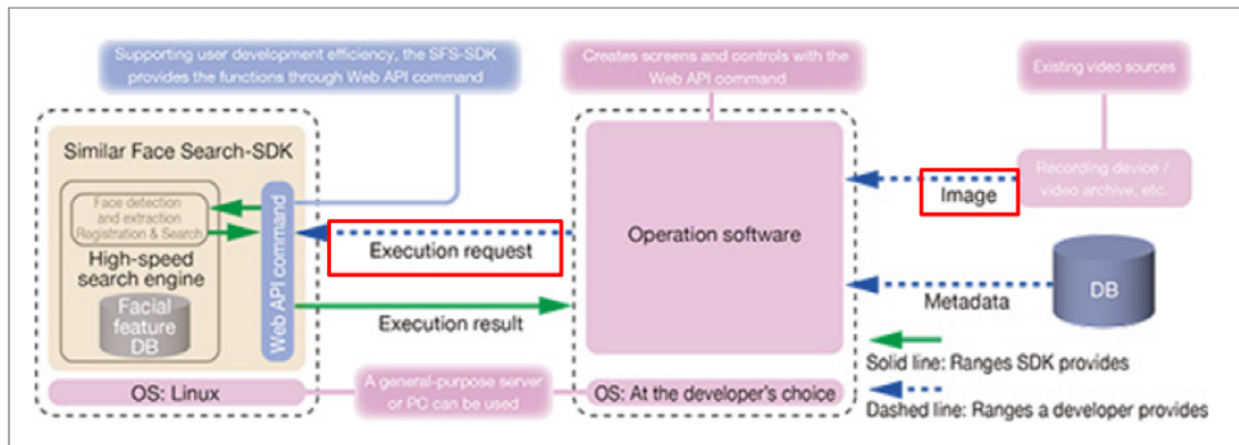 Supporting user development efficiency, the SFS-SDK
provides the functions through Web API command
Creates screens and controls with the
Web API command
Existing video sources
Similar Face Search-SDK
Face detection
and extraction
Registration & Search
High-speed
search engine
Facial
feature
DB
Web API command
Execution request
Execution result
Operation software
Recording device /
video archive, etc.
Image
Metadata
DB
Solid line: Ranges SDK provides
Dashed line: Ranges a developer provides
OS: Linux
A general-purpose server
or PC can be used
OS: At the developer's choice